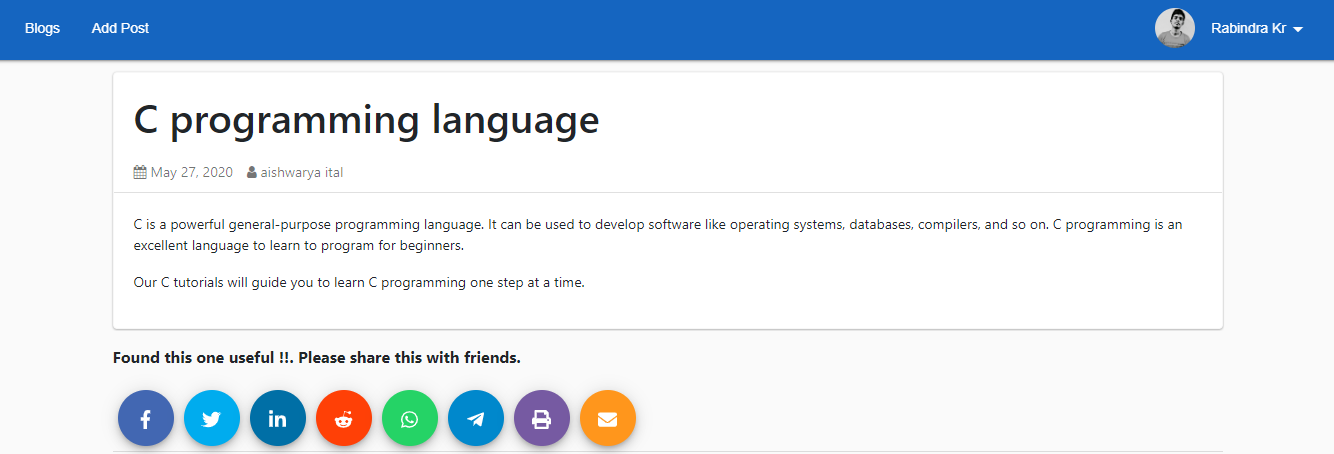 Blogs Add Post Rabindra Kr
C programming language
May 27, 2020 aishwarya ital
C is a powerful general-purpose programming language. It can be used to develop software like operating systems, databases, compilers, and so on. C programming is an
excellent language to learn to program for beginners.
Our C tutorials will guide you to learn C programming one step at a time.
Found this one useful !!. Please share this with friends.